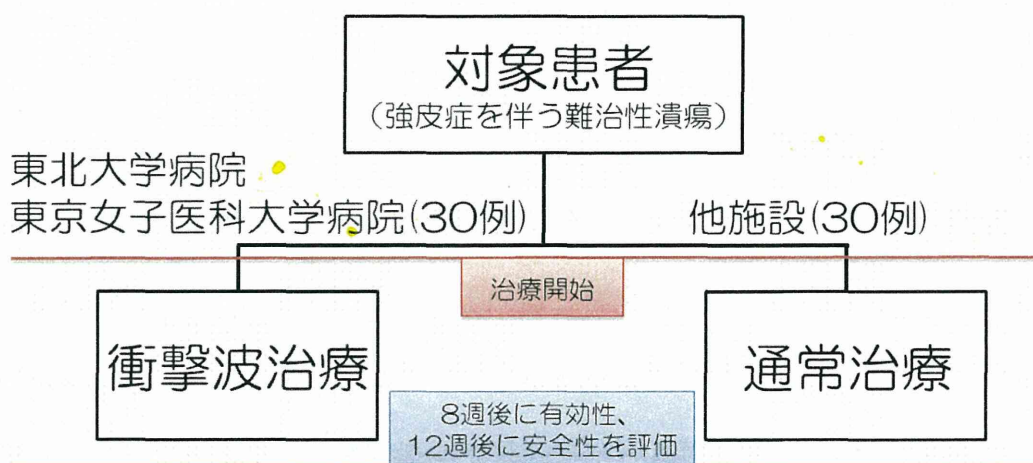 対象患者
(強皮症を伴う難治性潰瘍)
東北大学病院
東京女子医科大学病院(30例)
他施設(30例)
治療開始
衝撃波治療
通常治療
8週後に有効性、
12週後に安全性を評価